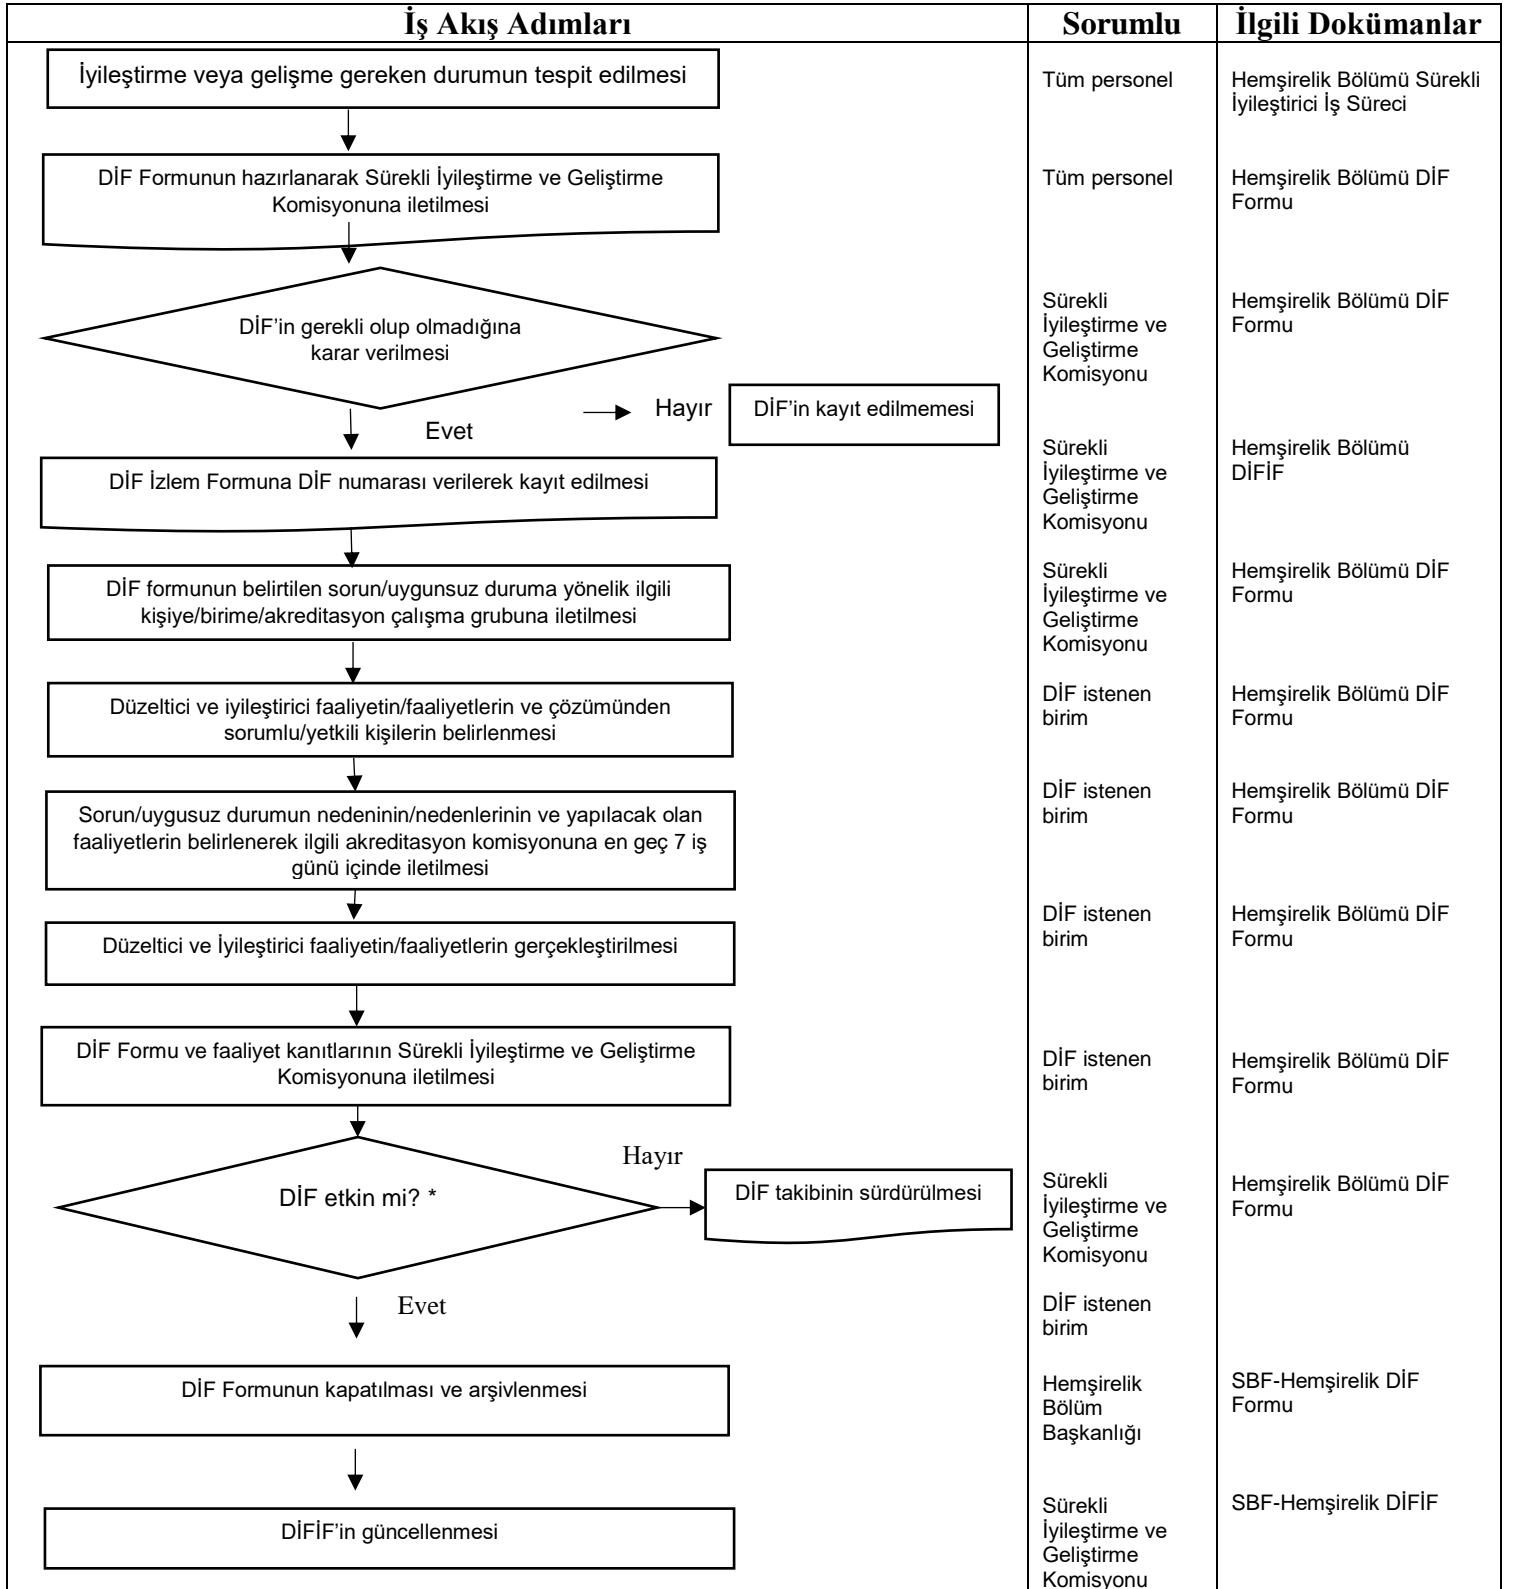 İş Akış Adımları
Sorumlu
İlgili Dokümanlar
İyileştirme veya gelişme gereken durumun tespit edilmesi
Tüm personel
Hemşirelik Bölümü Sürekli
İyileştirici İş Süreci
DİF Formunun hazırlanarak Sürekli İyileştirme ve Geliştirme
Komisyonuna iletilmesi
Tüm personel
Hemşirelik Bölümü DİF
Formu
DİF’in gerekli olup olmadığına
karar verilmesi
Sürekli
İyileştirme ve
Geliştirme
Komisyonu
Hemşirelik Bölümü DİF
Formu
Evet
Hayır
DİF’in kayıt edilmemesi
DİF İzlem Formuna DİF numarası verilerek kayıt edilmesi
Sürekli
İyileştirme ve
Geliştirme
Komisyonu
Hemşirelik Bölümü
DİFİF
DİF formunun belirtilen sorun/uygunsuz duruma yönelik ilgili
kişiye/birime/akreditasyon çalışma grubuna iletilmesi
Sürekli
İyileştirme ve
Geliştirme
Komisyonu
Hemşirelik Bölümü DİF
Formu
Düzeltici ve iyileştirici faaliyetin/faaliyetlerin ve çözümünden
sorumlu/yetkili kişilerin belirlenmesi
DİF istenen
birim
Hemşirelik Bölümü DİF
Formu
Sorun/uygusuz durumun nedeninin/nedenlerinin ve yapılacak olan
faaliyetlerin belirlenerek ilgili akreditasyon komisyonuna en geç 7 iş
günü içinde iletilmesi
DİF istenen
birim
Hemşirelik Bölümü DİF
Formu
Düzeltici ve İyileştirici faaliyetin/faaliyetlerin gerçekleştirilmesi
DİF istenen
birim
Hemşirelik Bölümü DİF
Formu
DİF Formu ve faaliyet kanıtlarının Sürekli İyileştirme ve Geliştirme
Komisyonuna iletilmesi
DİF istenen
birim
Hemşirelik Bölümü DİF
Formu
DİF etkin mi? *
Hayır
DİF takibinin sürdürülmesi
Sürekli
İyileştirme ve
Geliştirme
Komisyonu
Hemşirelik Bölümü DİF
Formu
Evet
DİF istenen
birim
DİF Formunun kapatılması ve arşivlenmesi
Hemşirelik
Bölüm
Başkanlığı
SBF-Hemşirelik DİF
Formu
DİFİF’in güncellenmesi
Sürekli
İyileştirme ve
Geliştirme
Komisyonu
SBF-Hemşirelik DİFİF